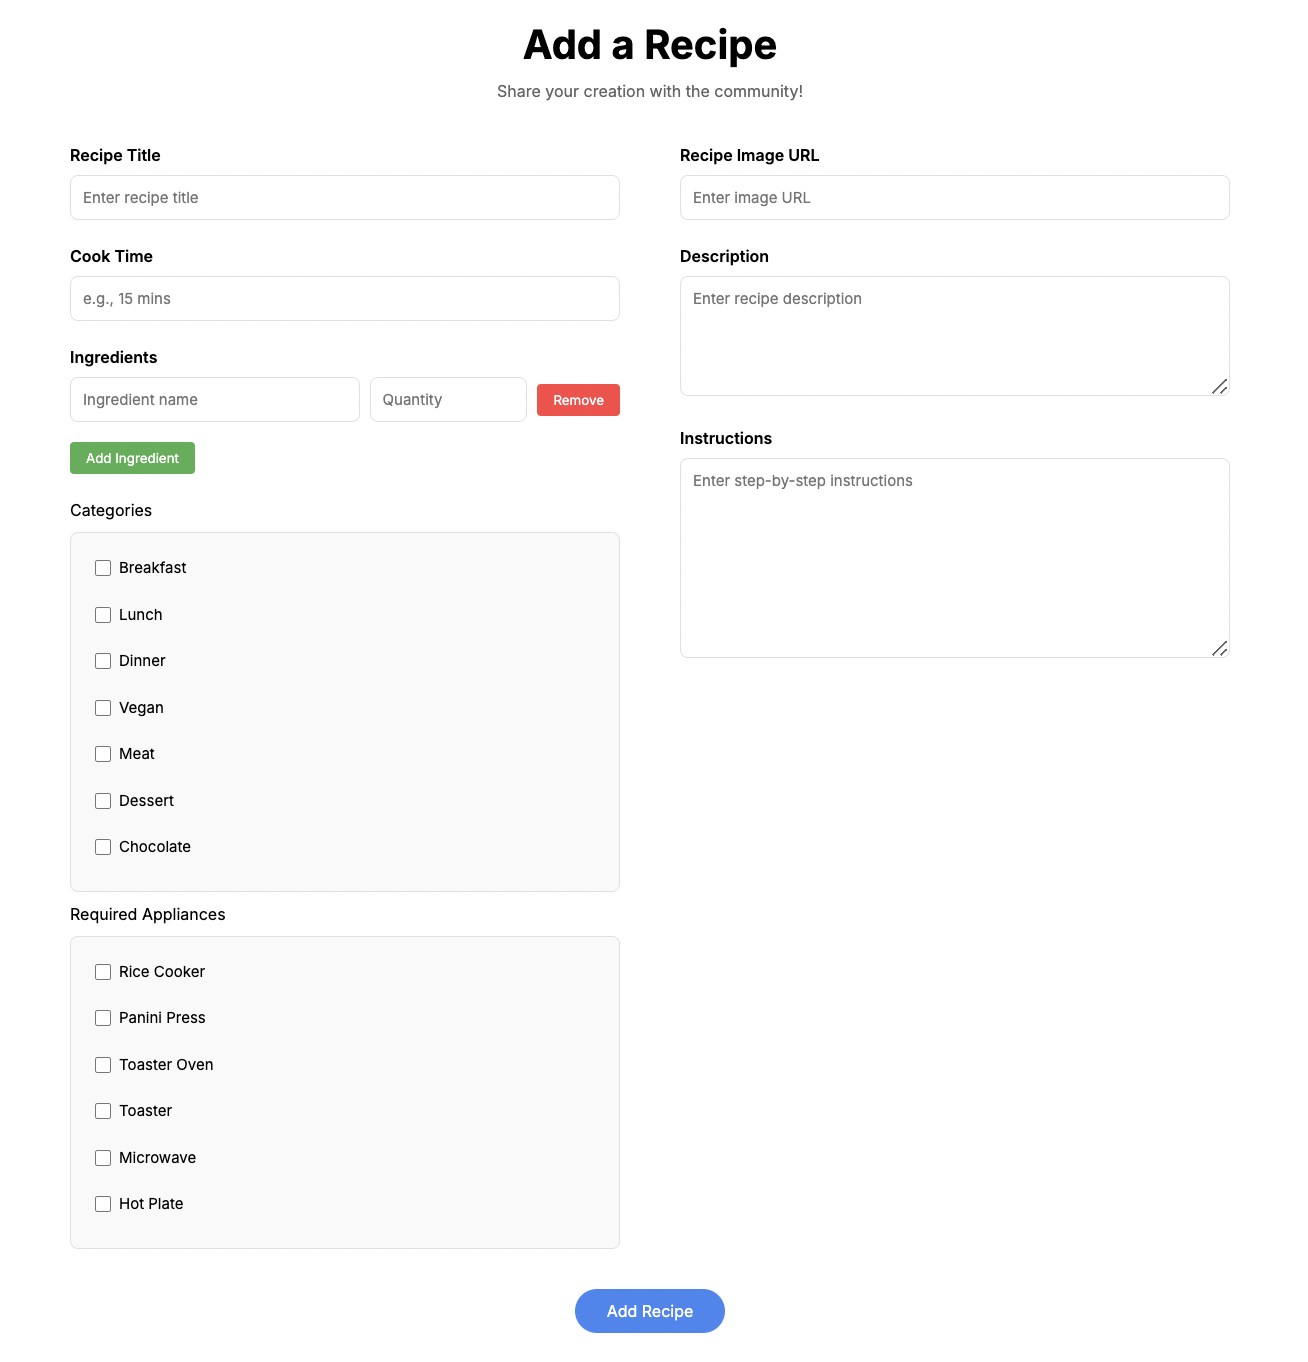 Add a Recipe
Share your creation with the community!
Recipe Title
Enter recipe title
Cook Time
e.g., 15 mins
Ingredients
Ingredient name
Quantity
Remove
Add Ingredient
Categories
Breakfast
Lunch
Dinner
Vegan
Meat
Dessert
Chocolate
Required Appliances
Rice Cooker
Panini Press
Toaster Oven
Toaster
Microwave
Hot Plate
Recipe Image URL
Enter image URL
Description
Enter recipe description
Instructions
Enter step-by-step instructions
Add Recipe